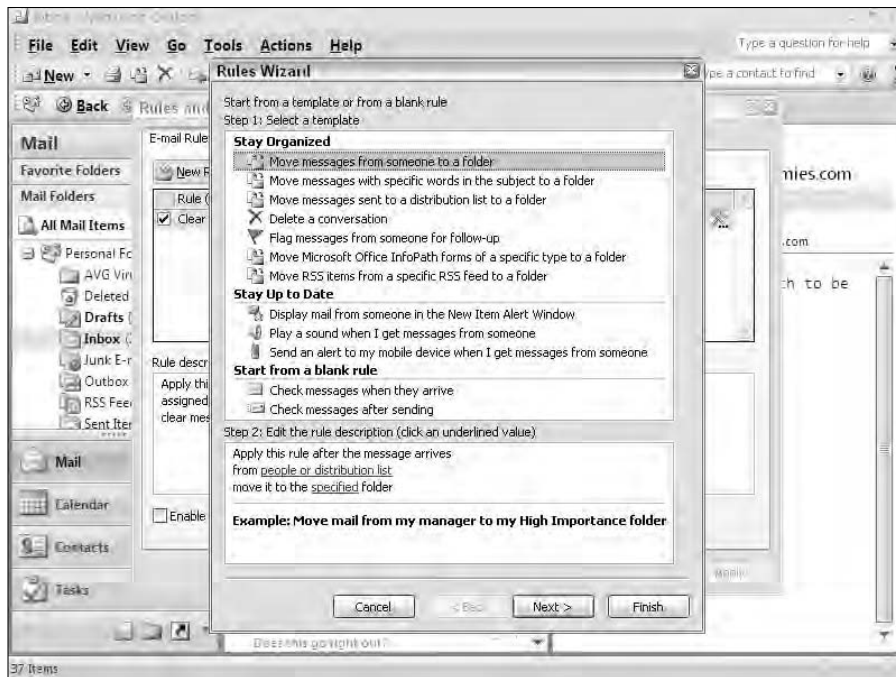 File Edit View Go Tools Actions Help
Type a question for help
New
Type a contact to find
Back
Rules and
Mail
Favorite Folders
Mail Folders
All Mail Items
Personal Fo
AVG Vir
Deleted
Drafts (
Inbox (
Junk E-r
Outbox
RSS Fee
Sent Iter
Mail
Calendar
Contacts
Tasks
37 Items
E-mail Rule
New R
Rule (
Clear
Rule descr
Apply thi
assigned
clear mes
Enable
mies.com
.com
ch to be
Apply
Does this go right out?
Rules Wizard
Start from a template or from a blank rule
Step 1: Select a template
Stay Organized
Move messages from someone to a folder
Move messages with specific words in the subject to a folder
Move messages sent to a distribution list to a folder
Delete a conversation
Flag messages from someone for follow-up
Move Microsoft Office InfoPath forms of a specific type to a folder
Move RSS items from a specific RSS feed to a folder
Stay Up to Date
Display mail from someone in the New Item Alert Window
Play a sound when I get messages from someone
Send an alert to my mobile device when I get messages from someone
Start from a blank rule
Check messages when they arrive
Check messages after sending
Step 2: Edit the rule description (click an underlined value)
Apply this rule after the message arrives
from people or distribution list
move it to the specified folder
Example: Move mail from my manager to my High Importance folder
Cancel
< Back
Next >
Finish